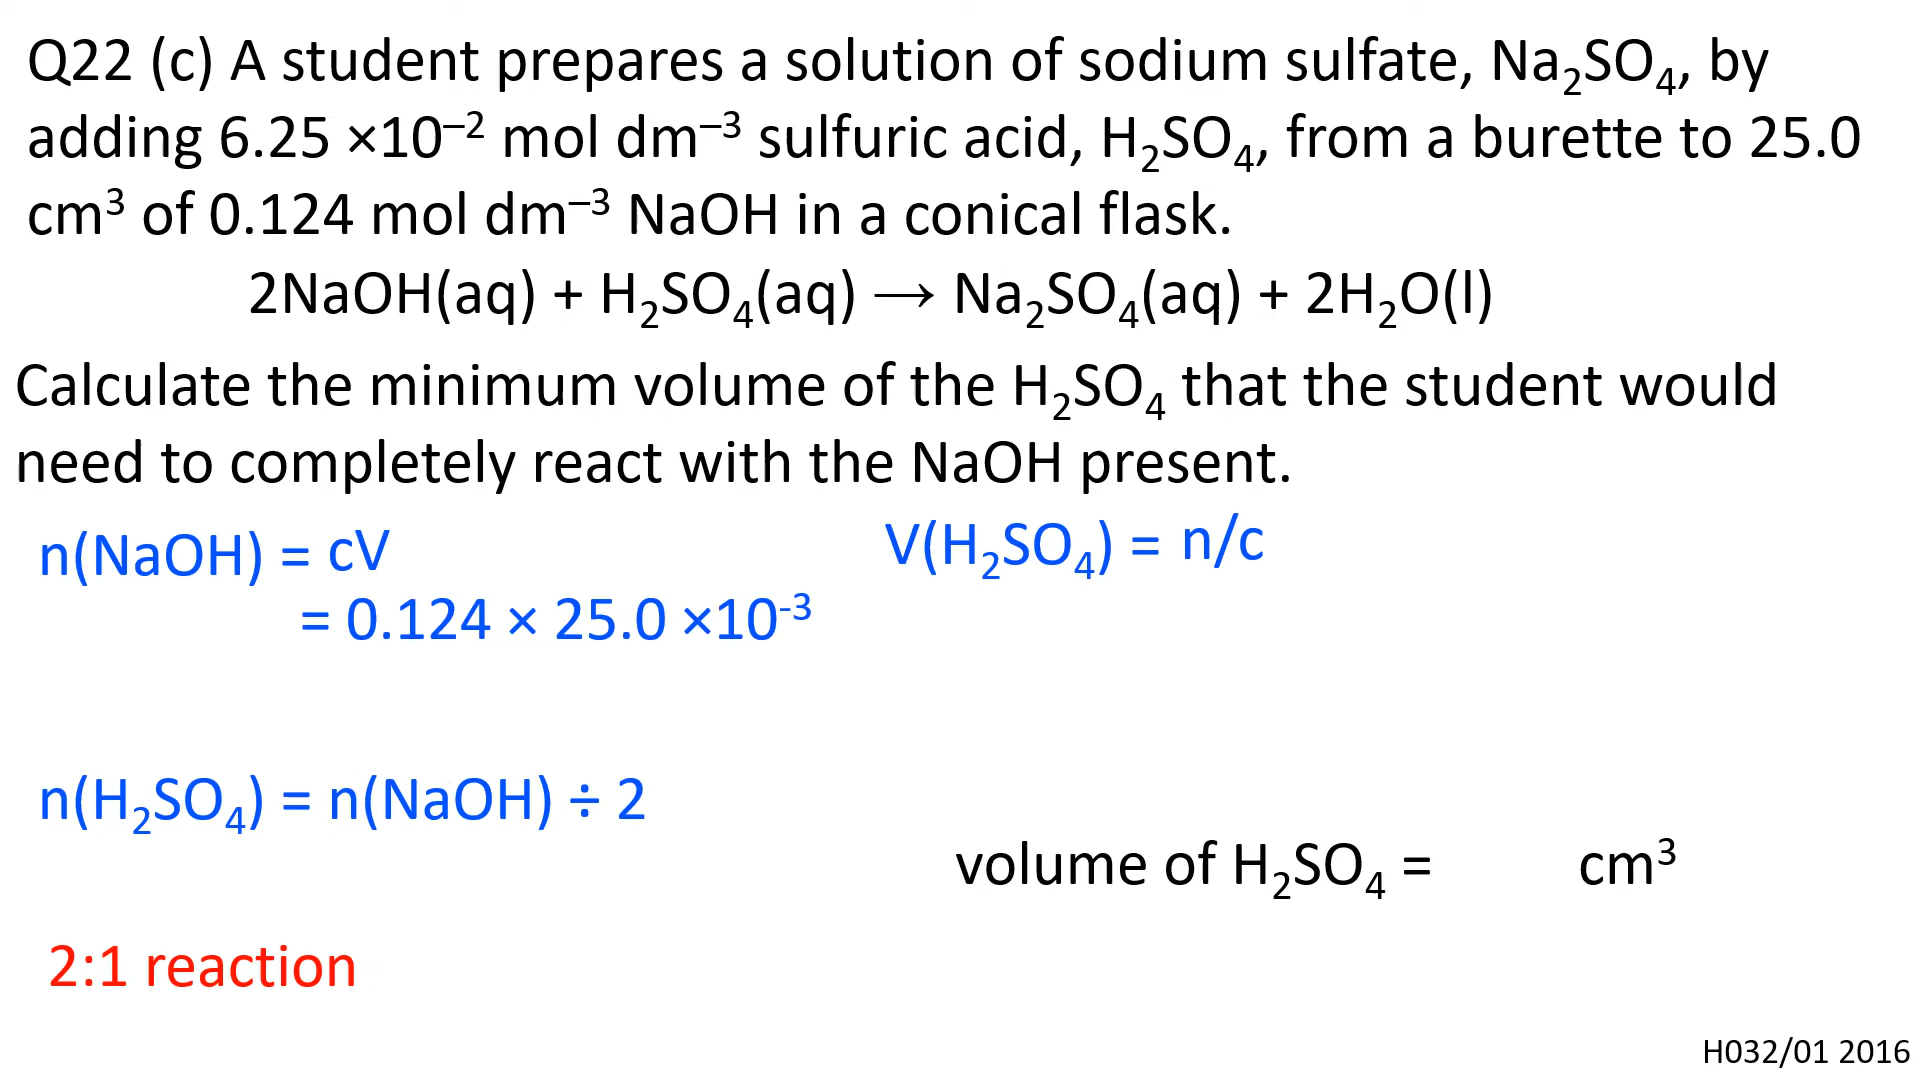 Q22 (c) A student prepares a solution of sodium sulfate, Na₂SO₄, by
adding 6.25 ×10⁻² mol dm⁻³ sulfuric acid, H₂SO₄, from a burette to 25.0
cm³ of 0.124 mol dm⁻³ NaOH in a conical flask.
2NaOH(aq) + H₂SO₄(aq) → Na₂SO₄(aq) + 2H₂O(l)
Calculate the minimum volume of the H₂SO₄ that the student would
need to completely react with the NaOH present.
n(NaOH) = cV
= 0.124 × 25.0 ×10⁻³
n(H₂SO₄) = n(NaOH) ÷ 2
2:1 reaction
V(H₂SO₄) = n/c
volume of H₂SO₄ = cm³
H032/01 2016